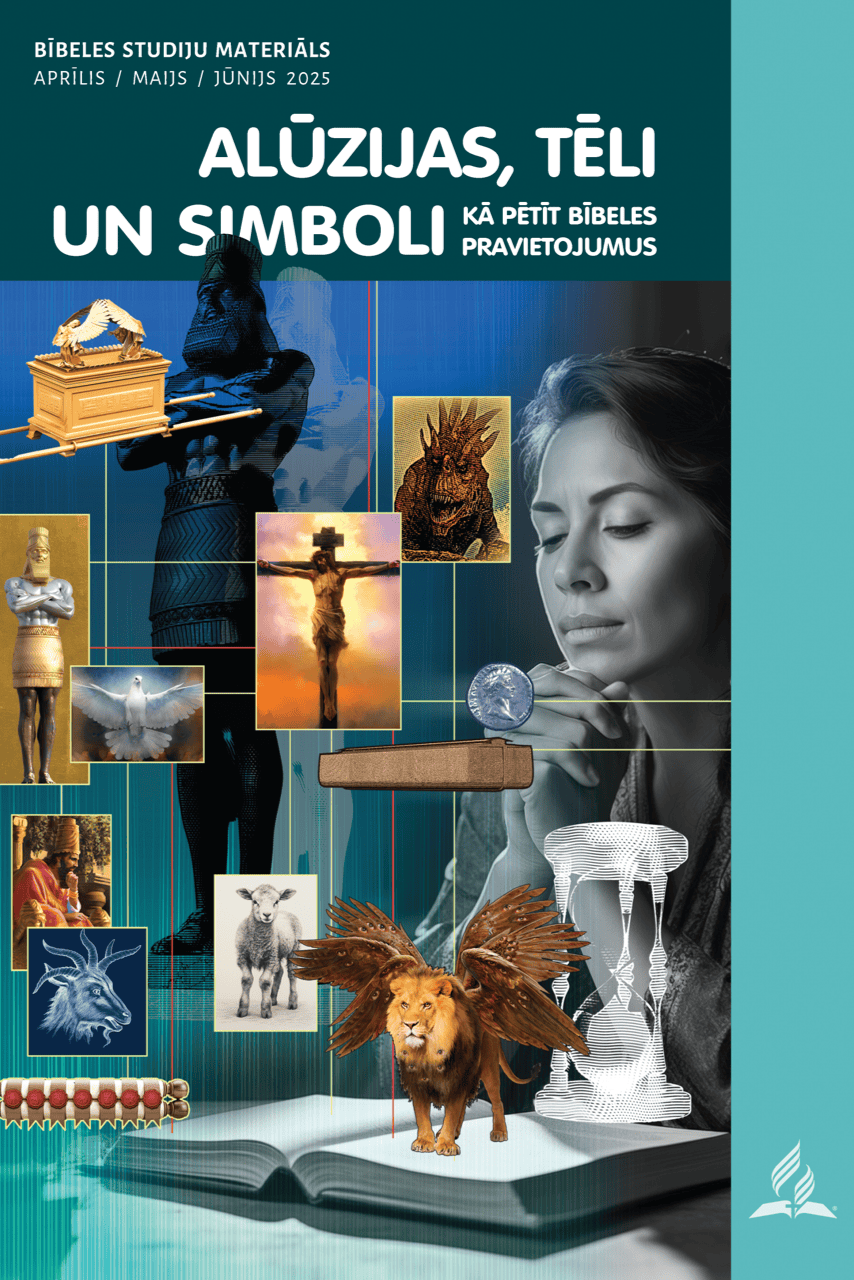 BĪBELES STUDIJU MATERIĀLS
APRĪLIS / MAIJS / JŪNIJS 2025
ALŪZIJAS, TĒLI
UN SIMBOLI
KĀ PĒTĪT BĪBELES
PRAVIETOJUMUS